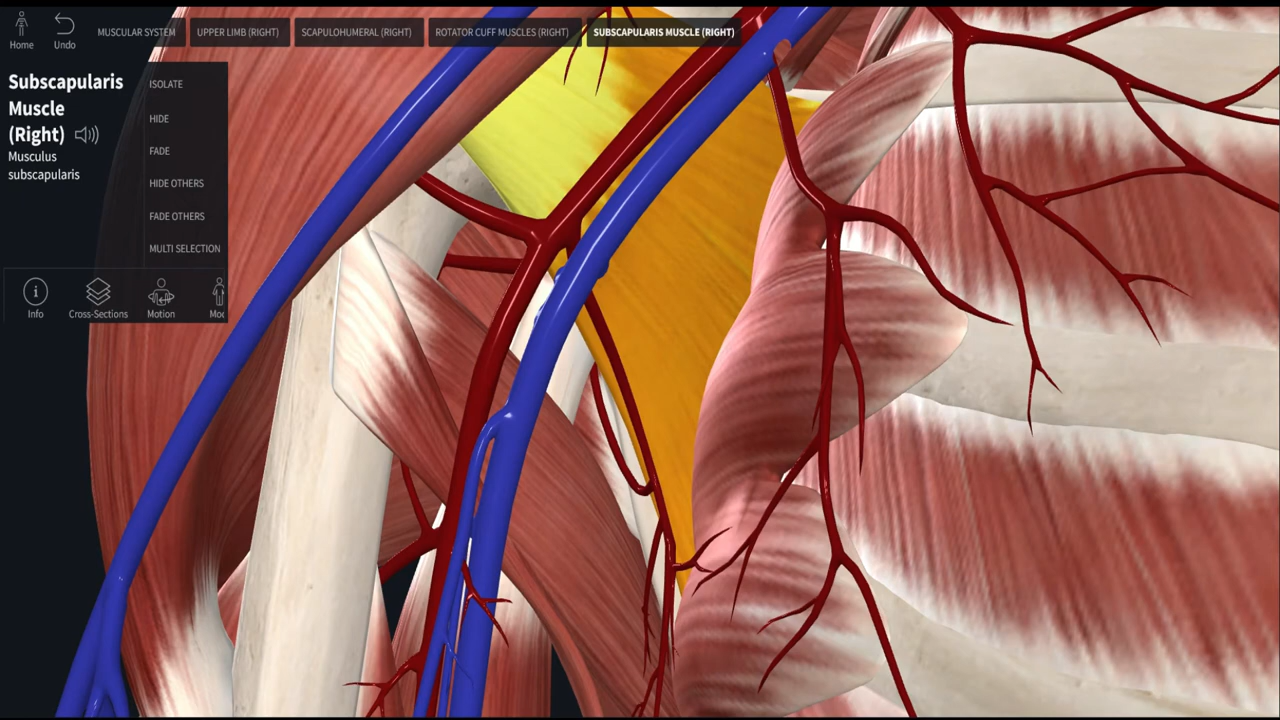 Home
Undo
MUSCULAR SYSTEM
UPPER LIMB (RIGHT)
SCAPULOHUMERAL (RIGHT)
ROTATOR CUFF MUSCLES (RIGHT)
SUBSCAPULARIS MUSCLE (RIGHT)
Subscapularis
Muscle
(Right)
Musculus
subscapularis
ISOLATE
HIDE
FADE
HIDE OTHERS
FADE OTHERS
MULTI SELECTION
Info
Cross-Sections
Motion